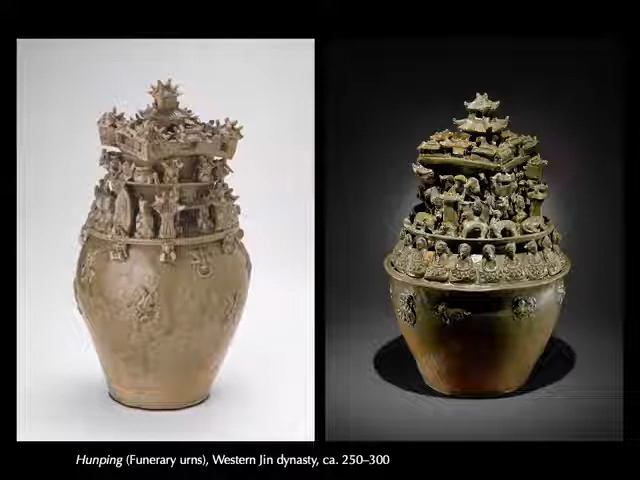 Hunping (Funerary urns), Western Jin dynasty, ca. 250–300